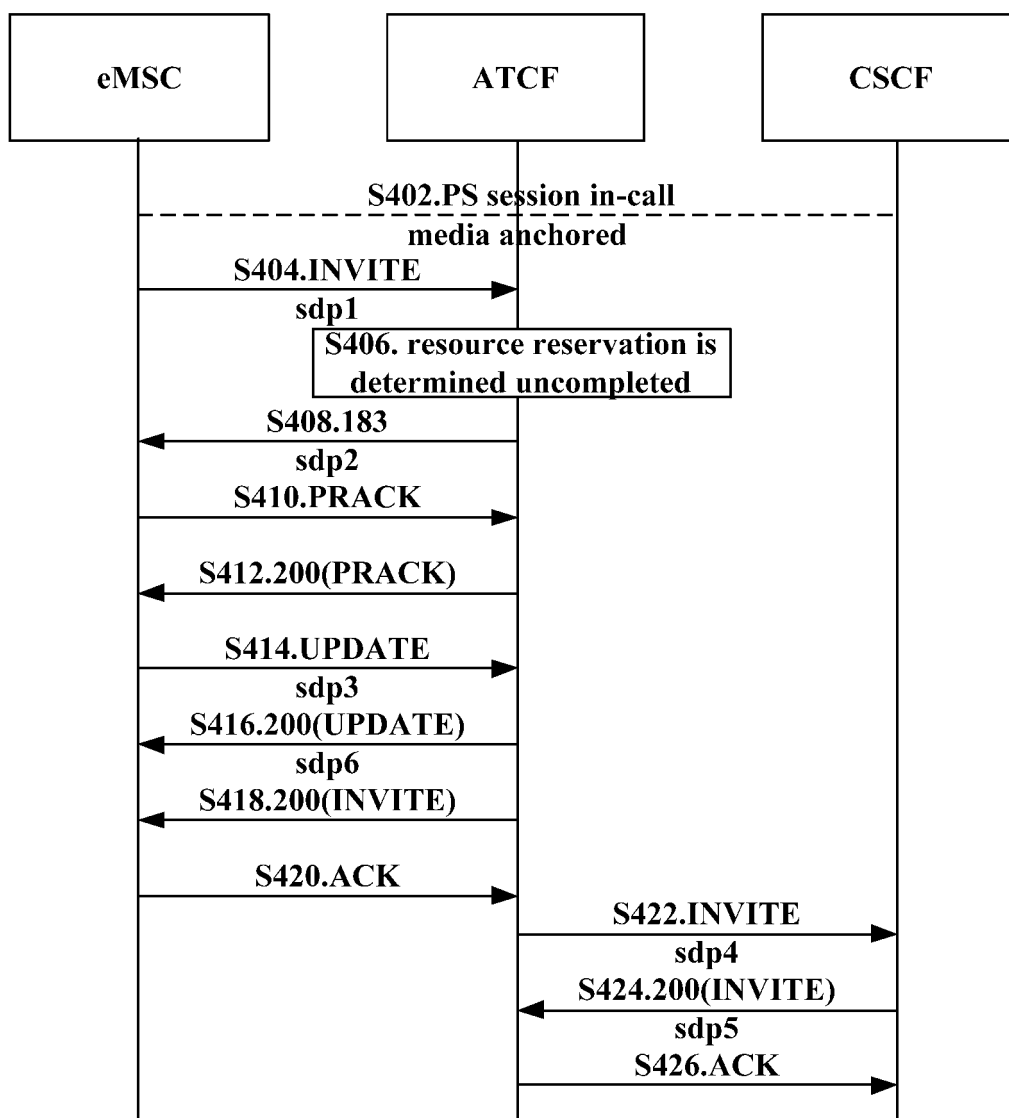 eMSC
ATCF
CSCF
S402.PS session in-call
media anchored
S404.INVITE
sdp1
S406. resource reservation is
determined uncompleted
S408.183
sdp2
S410.PRACK
S412.200(PRACK)
S414.UPDATE
sdp3
S416.200(UPDATE)
sdp6
S418.200(INVITE)
S420.ACK
S422.INVITE
sdp4
S424.200(INVITE)
sdp5
S426.ACK